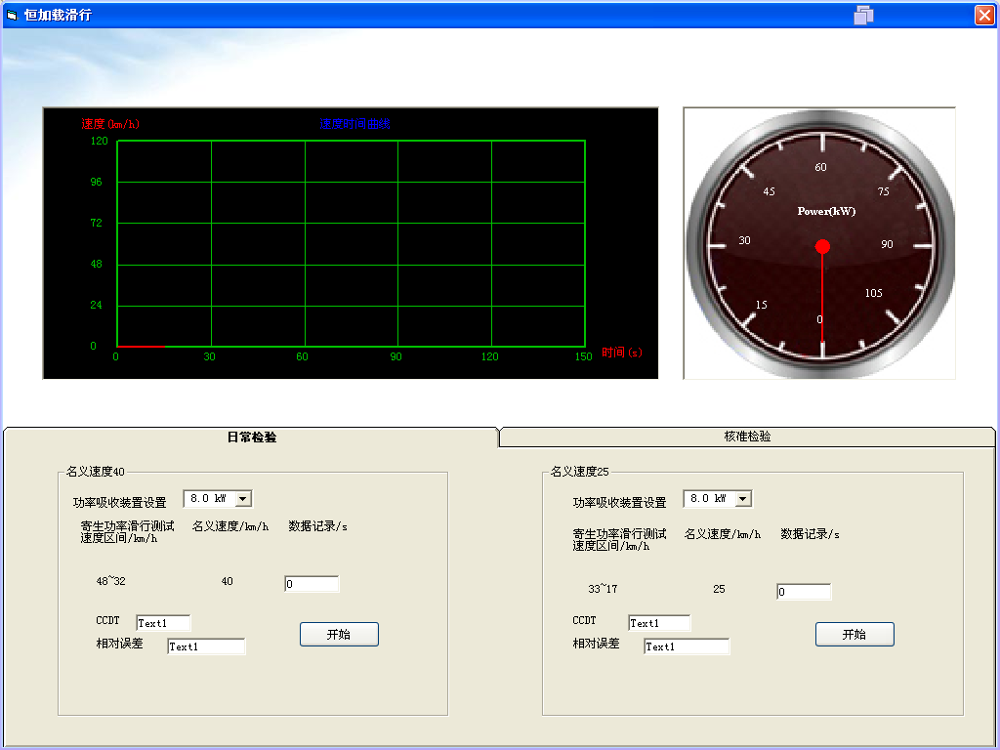 恒加载滑行
速度(km/h)
速度时间曲线
120
96
72
48
24
0
0 30 60 90 120 150
时间(s)
60
45 75
Power(kW)
30 90
105
15
0
日常检验 核准检验
名义速度40
功率吸收装置设置 8.0 kW
寄生功率滑行测试
速度区间/km/h
名义速度/km/h
数据记录/s
48~32 40 0
CCDT Text1
相对误差 Text1
开始
名义速度25
功率吸收装置设置 8.0 kW
寄生功率滑行测试
速度区间/km/h
名义速度/km/h
数据记录/s
33~17 25 0
CCDT Text1
相对误差 Text1
开始